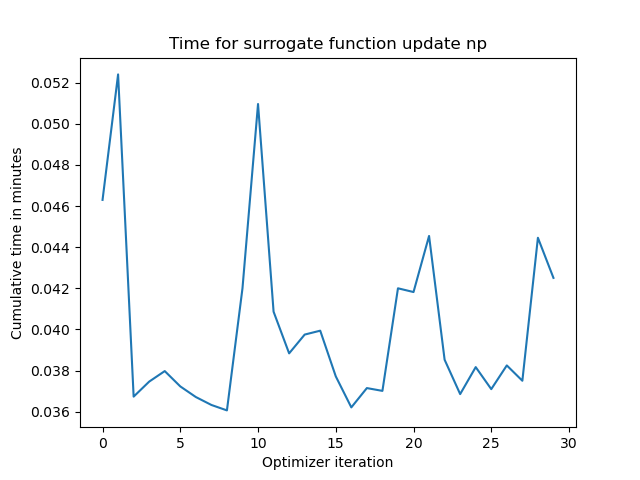 Time for surrogate function update np
Cumulative time in minutes
0.052
0.050
0.048
0.046
0.044
0.042
0.040
0.038
0.036
0 5 10 15 20 25 30
Optimizer iteration